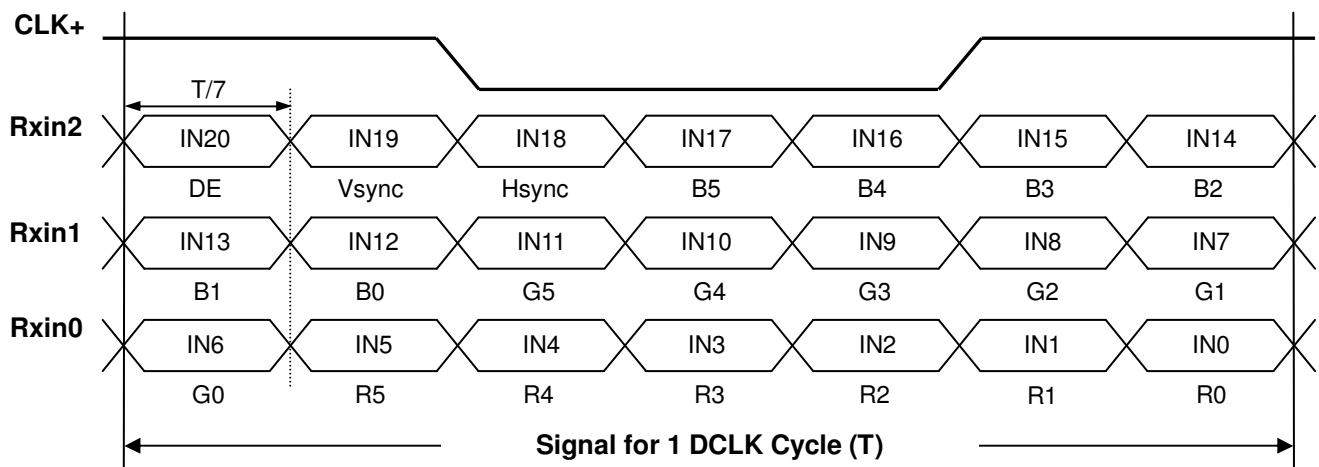 CLK+
T/7
Rxin2 IN20 IN19 IN18 IN17 IN16 IN15 IN14
DE Vsync Hsync B5 B4 B3 B2
Rxin1 IN13 IN12 IN11 IN10 IN9 IN8 IN7
B1 B0 G5 G4 G3 G2 G1
Rxin0 IN6 IN5 IN4 IN3 IN2 IN1 IN0
G0 R5 R4 R3 R2 R1 R0
Signal for 1 DCLK Cycle (T)